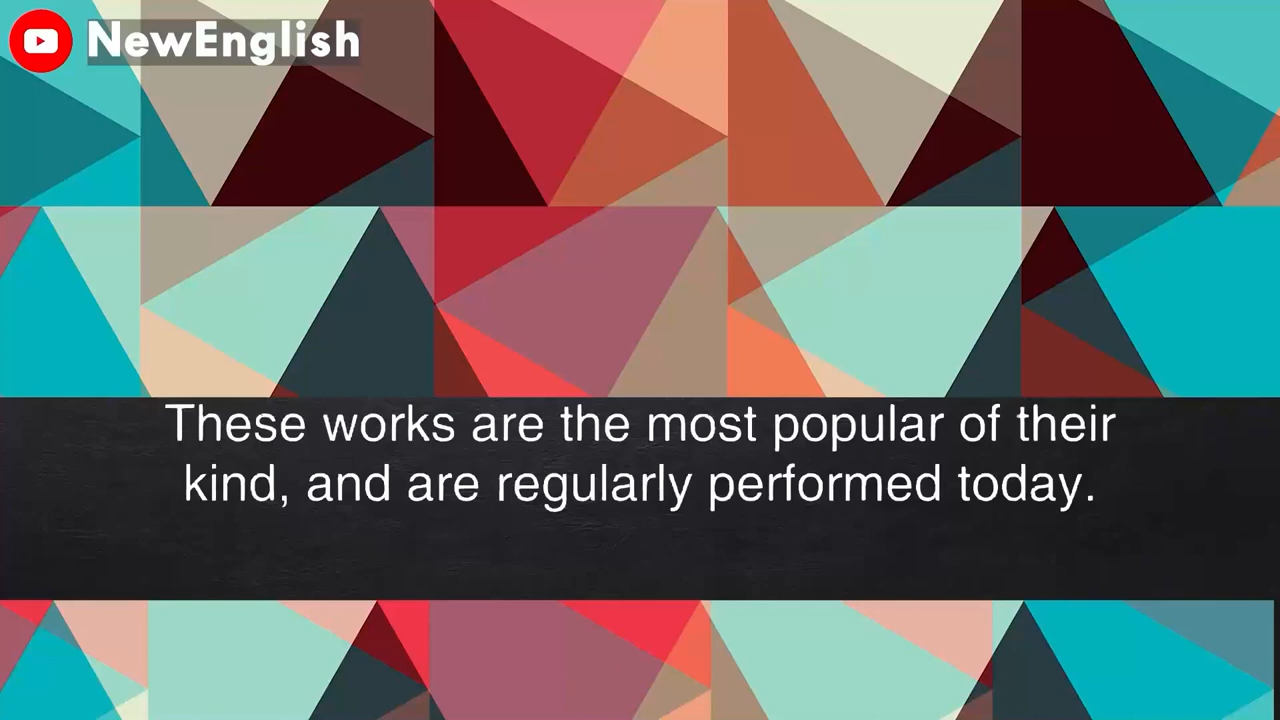 NewEnglish
These works are the most popular of their
kind, and are regularly performed today.